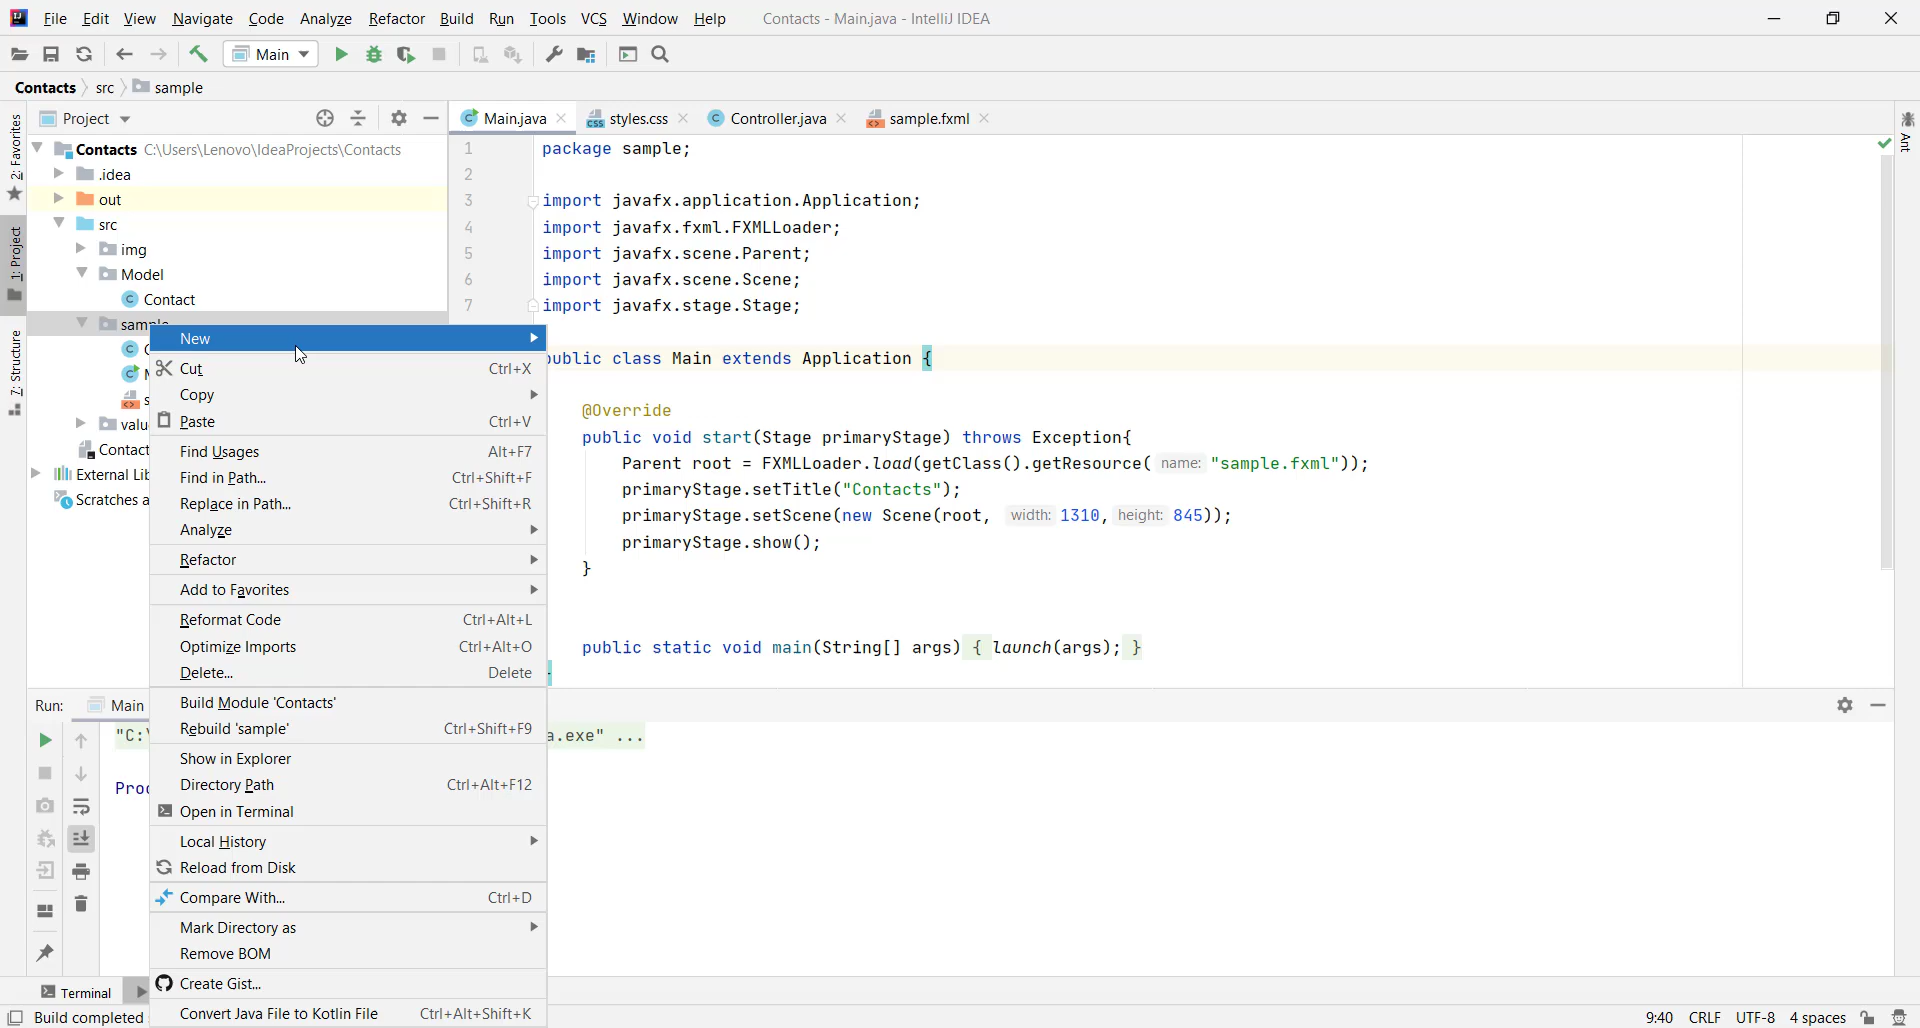 File Edit View Navigate Code Analyze Refactor Build Run Tools VCS Window Help Contacts - Main.java - IntelliJ IDEA
Main
Contacts src sample
Project
Main.java styles.css Controller.java sample.fxml
2: Favorites
1: Project
7: Structure
Ant
Contacts C:\Users\Lenovo\IdeaProjects\Contacts
.idea
out
src
img
Model
Contact
sample
valu
Contact
External Lib
Scratches a
New
Cut Ctrl+X
Copy
Paste Ctrl+V
Find Usages Alt+F7
Find in Path... Ctrl+Shift+F
Replace in Path... Ctrl+Shift+R
Analyze
Refactor
Add to Favorites
Reformat Code Ctrl+Alt+L
Optimize Imports Ctrl+Alt+O
Delete... Delete
Build Module 'Contacts'
Rebuild 'sample' Ctrl+Shift+F9
Show in Explorer
Directory Path Ctrl+Alt+F12
Open in Terminal
Local History
Reload from Disk
Compare With... Ctrl+D
Mark Directory as
Remove BOM
Create Gist...
Convert Java File to Kotlin File Ctrl+Alt+Shift+K
1 package sample;
2
3 import javafx.application.Application;
4 import javafx.fxml.FXMLLoader;
5 import javafx.scene.Parent;
6 import javafx.scene.Scene;
7 import javafx.stage.Stage;
public class Main extends Application {
@Override
public void start(Stage primaryStage) throws Exception{
Parent root = FXMLLoader.load(getClass().getResource( name: "sample.fxml"));
primaryStage.setTitle("Contacts");
primaryStage.setScene(new Scene(root, width: 1310, height: 845));
primaryStage.show();
}
public static void main(String[] args) { launch(args); }
Run: Main
"C:\ a.exe" ...
Proc
Terminal
Build completed 9:40 CRLF UTF-8 4 spaces